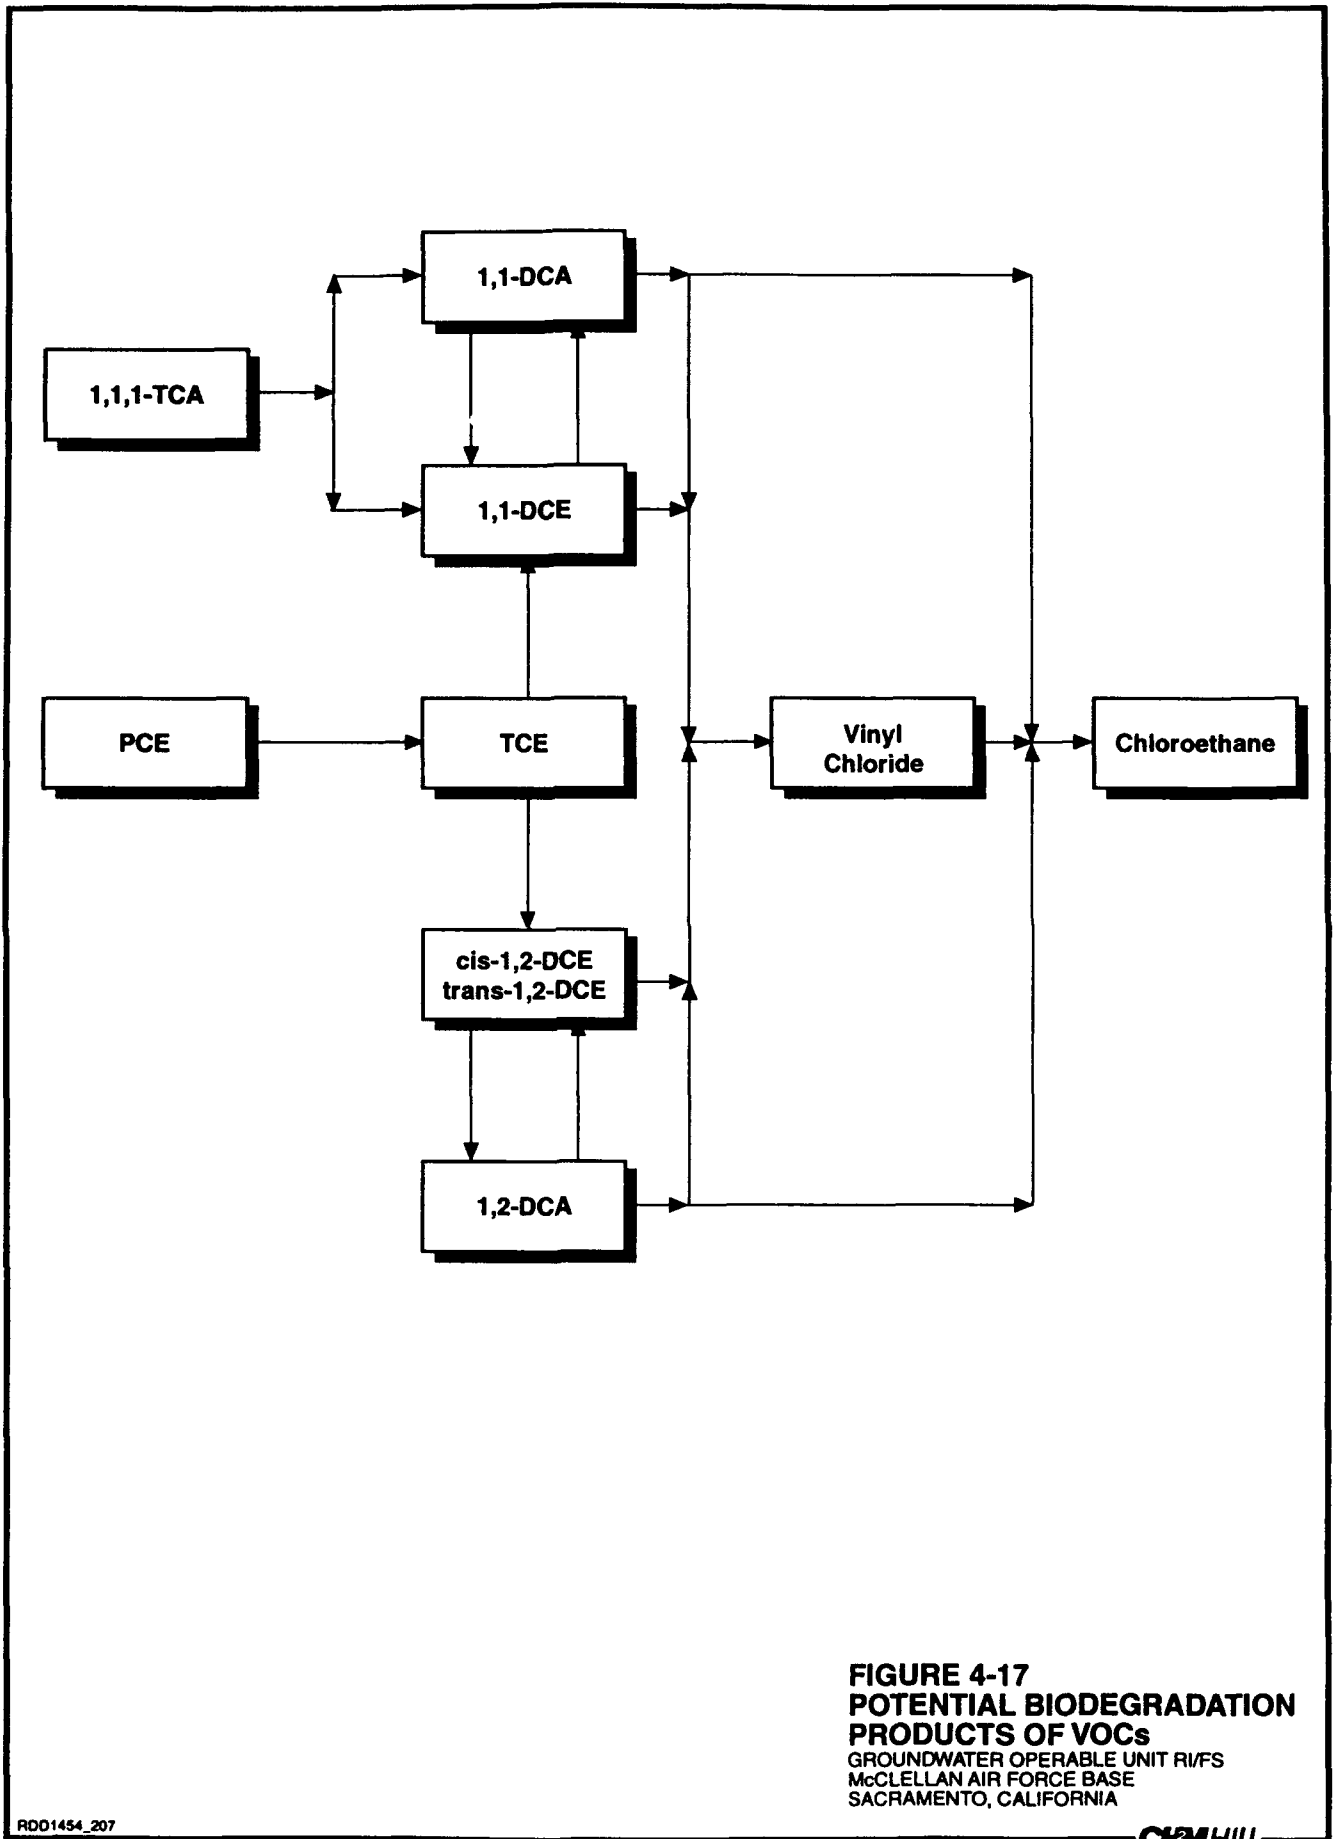 1,1-DCA
1,1,1-TCA
1,1-DCE
PCE
TCE
Vinyl
Chloride
Chloroethane
cis-1,2-DCE
trans-1,2-DCE
1,2-DCA
FIGURE 4-17
POTENTIAL BIODEGRADATION
PRODUCTS OF VOCs
GROUNDWATER OPERABLE UNIT RI/FS
McCLELLAN AIR FORCE BASE
SACRAMENTO, CALIFORNIA
RDD1454_207